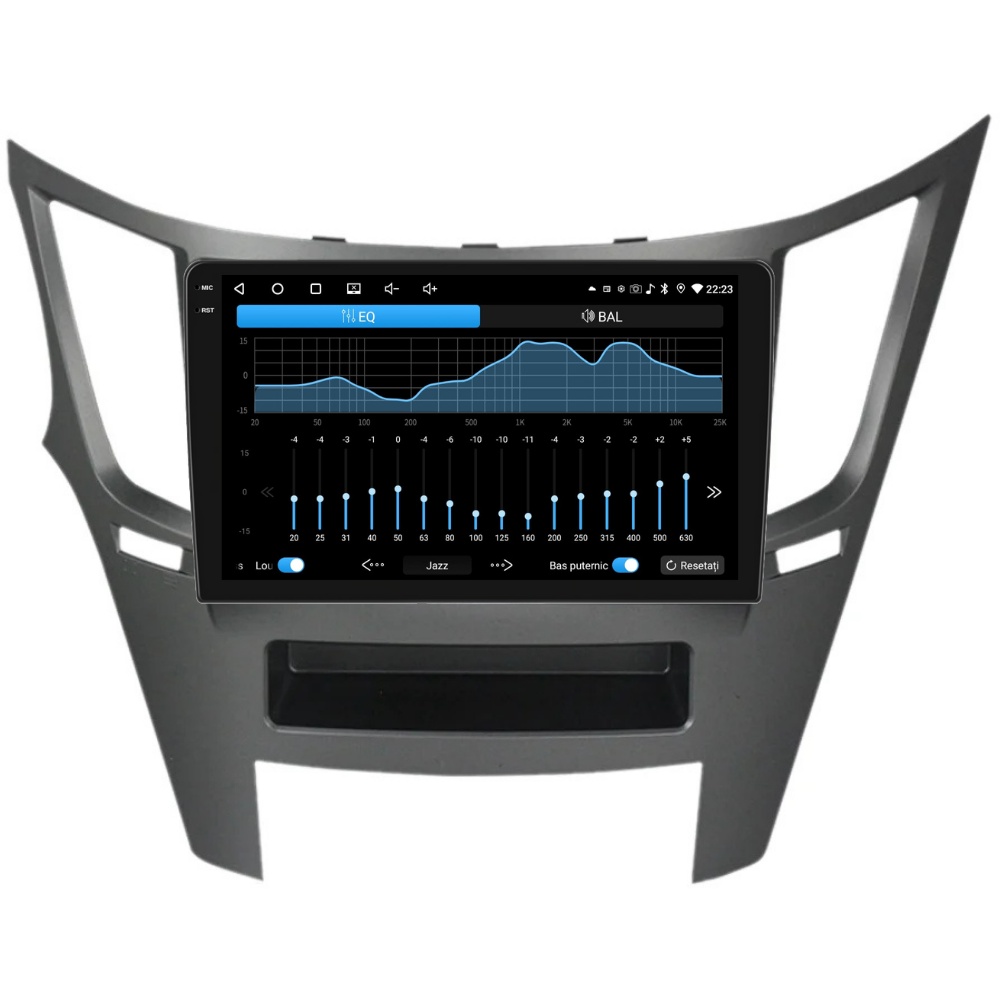 MIC
22:23
RST
EQ
BAL
15
0
-15
20 50 100 200 500 1K 2K 5K 10K 25K
-4 -4 -3 -1 0 -4 -6 -10 -10 -11 -4 -3 -2 -2 +2 +5
15
0
-15
20 25 31 40 50 63 80 100 125 160 200 250 315 400 500 630
s Lou Jazz Bas puternic Resetați